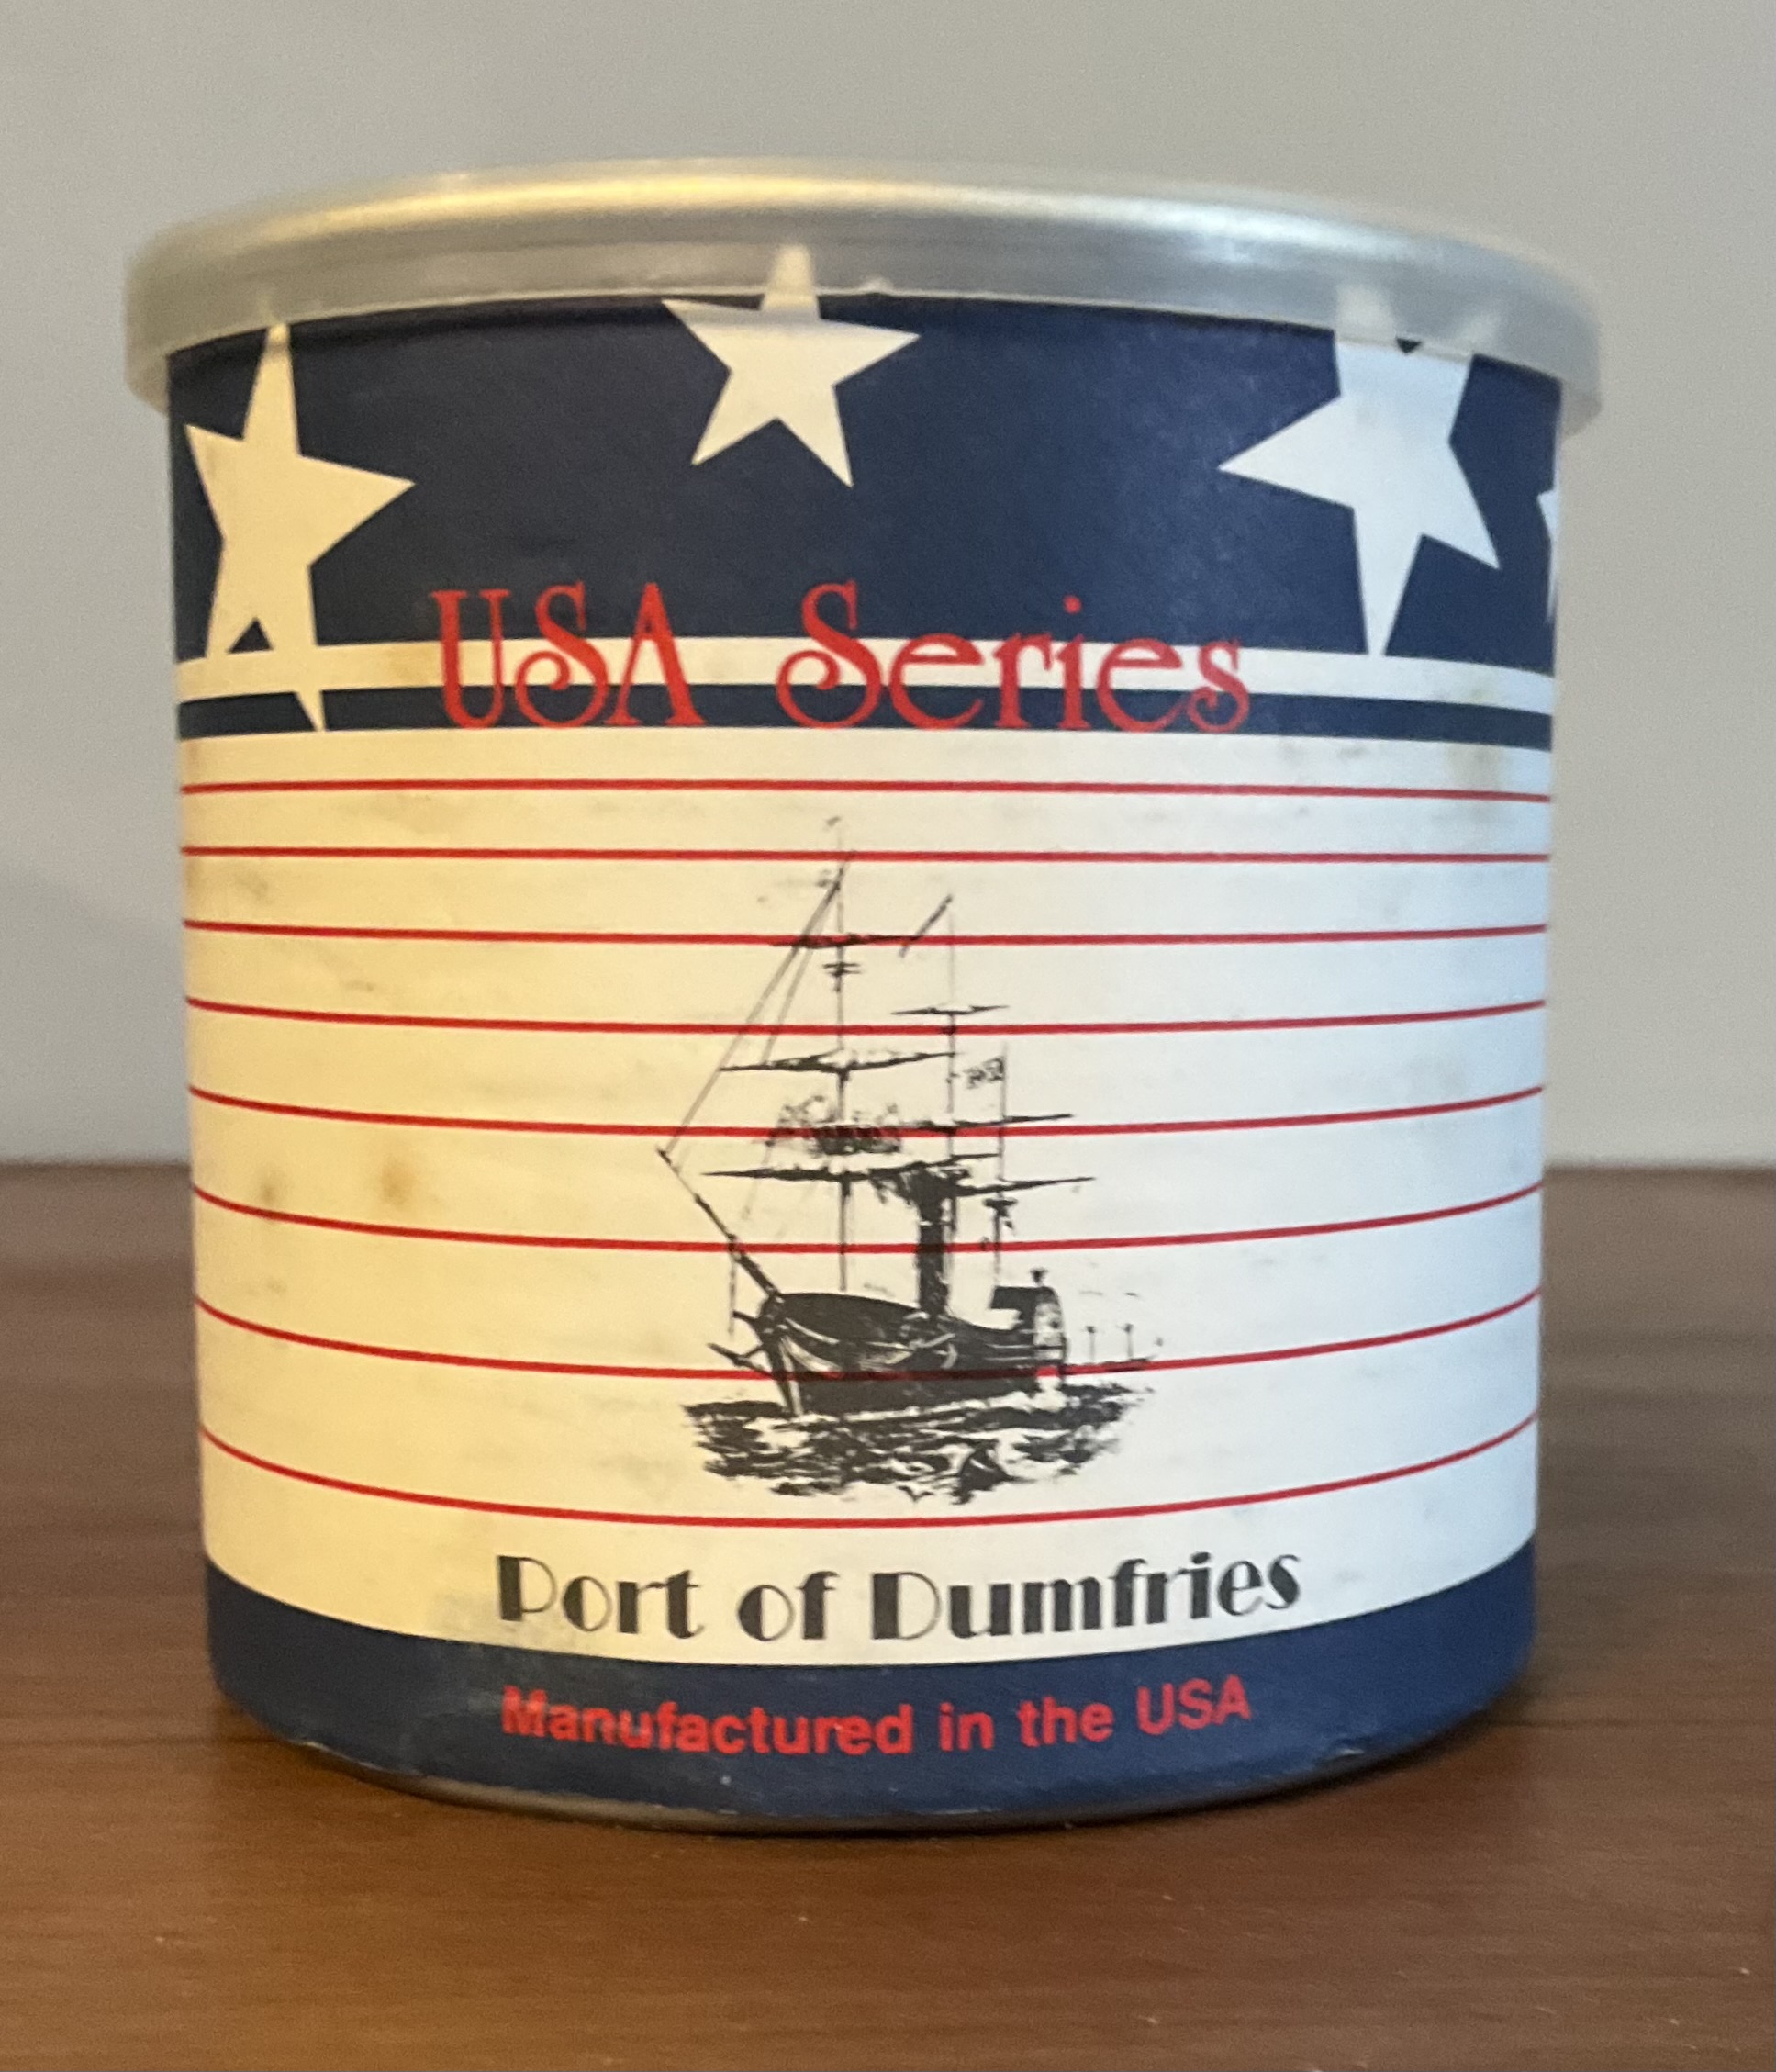 USA Series
Port of Dumfries
Manufactured in the USA